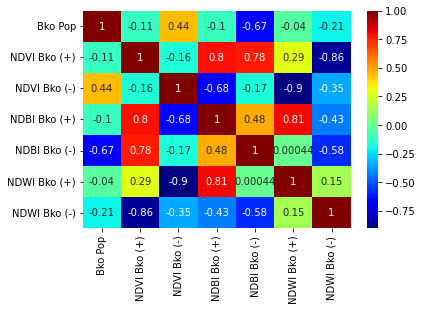 Bko Pop 1 -0.11 0.44 -0.1 -0.67 -0.04 -0.21
NDVI Bko (+) -0.11 1 -0.16 0.8 0.78 0.29 -0.86
NDVI Bko (-) 0.44 -0.16 1 -0.68 -0.17 -0.9 -0.35
NDBI Bko (+) -0.1 0.8 -0.68 1 0.48 0.81 -0.43
NDBI Bko (-) -0.67 0.78 -0.17 0.48 1 0.00044 -0.58
NDWI Bko (+) -0.04 0.29 -0.9 0.81 0.00044 1 0.15
NDWI Bko (-) -0.21 -0.86 -0.35 -0.43 -0.58 0.15 1
Bko Pop
NDVI Bko (+)
NDVI Bko (-)
NDBI Bko (+)
NDBI Bko (-)
NDWI Bko (+)
NDWI Bko (-)
1.00
0.75
0.50
0.25
0.00
-0.25
-0.50
-0.75